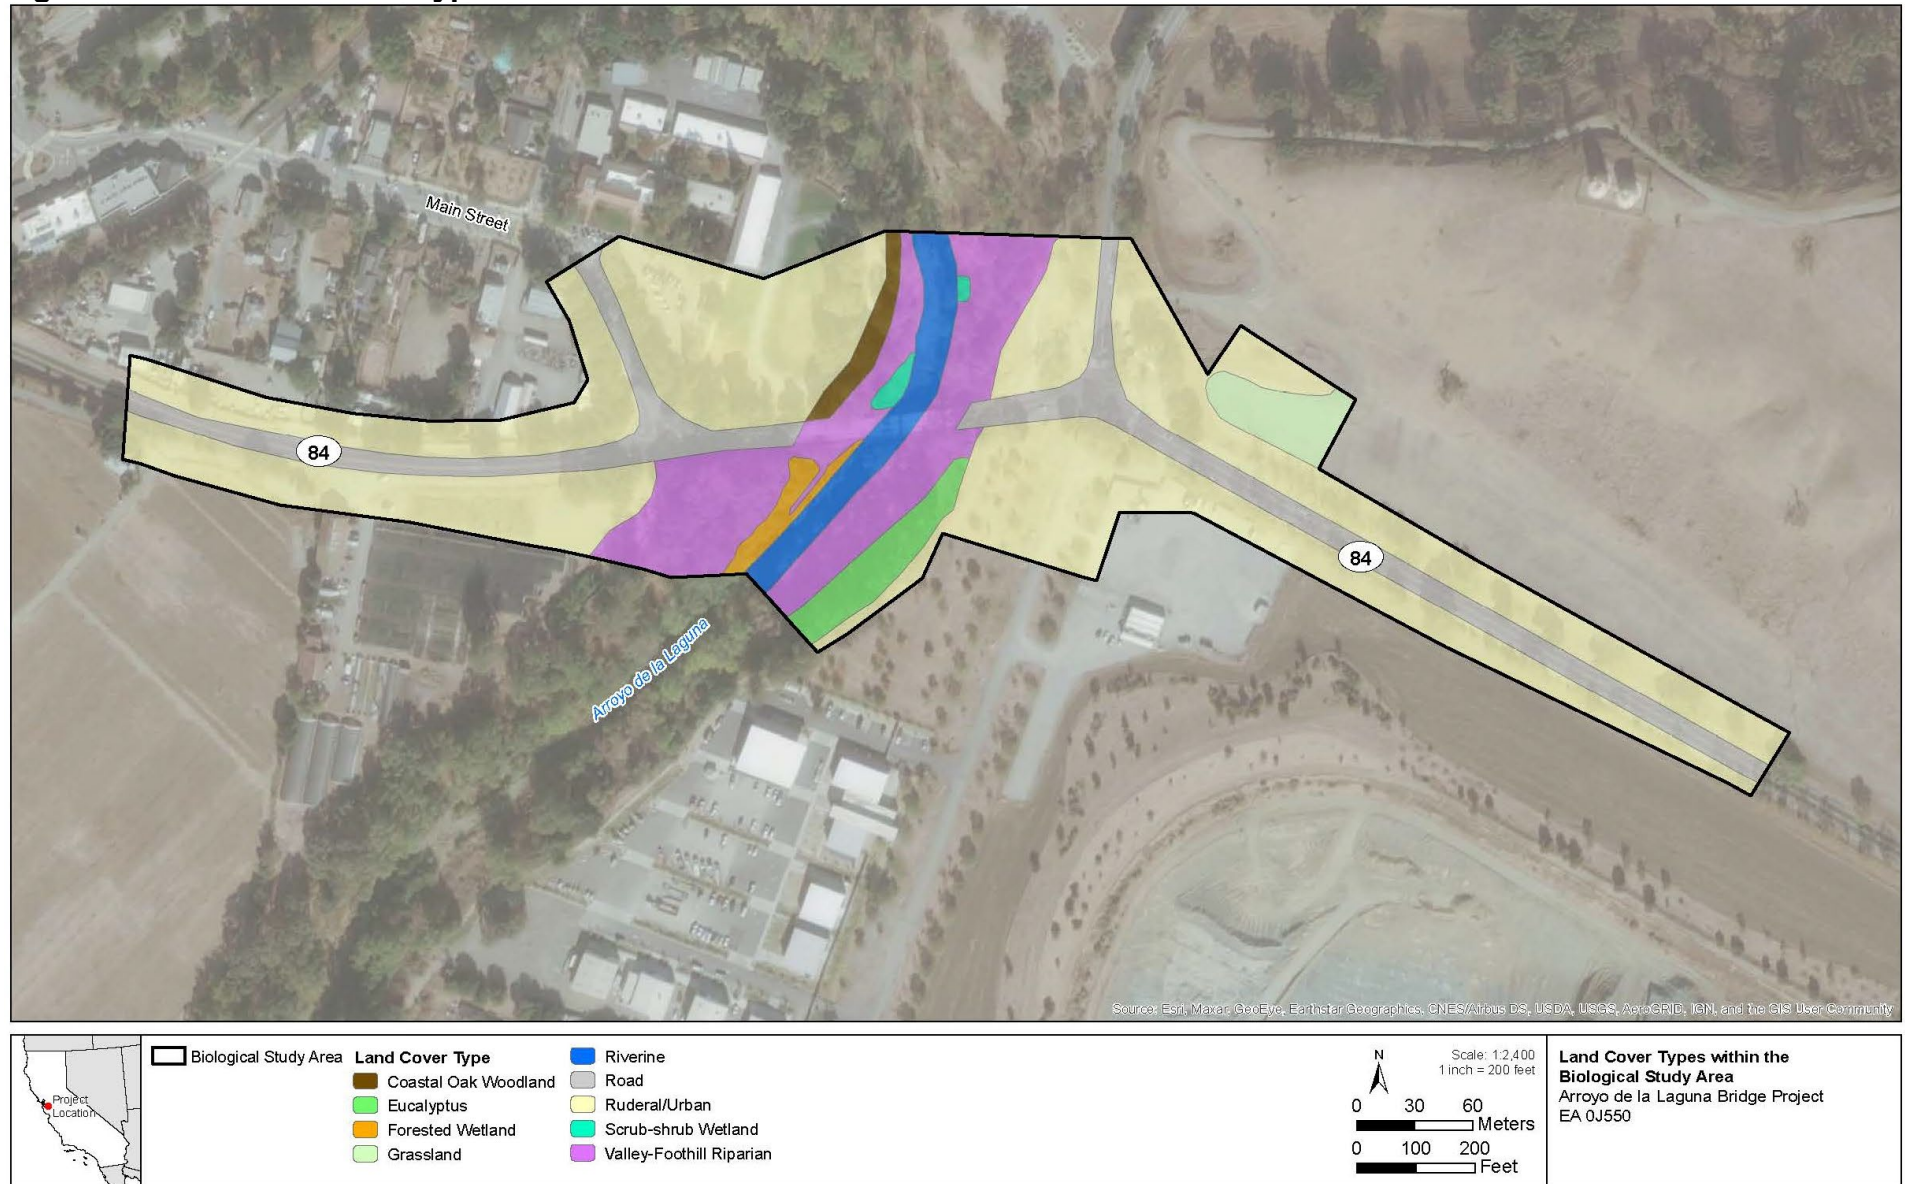 Main Street
84
84
Arroyo de la Laguna
Source: Esri, Maxar, GeoEye, Earthstar Geographics, CNES/Airbus DS, USDA, USGS, AeroGRID, IGN, and the GIS User Community
Project
Location
Biological Study Area
Land Cover Type
Coastal Oak Woodland
Eucalyptus
Forested Wetland
Grassland
Riverine
Road
Ruderal/Urban
Scrub-shrub Wetland
Valley-Foothill Riparian
N
Scale: 1:2,400
1 inch = 200 feet
0 30 60
Meters
0 100 200
Feet
Land Cover Types within the
Biological Study Area
Arroyo de la Laguna Bridge Project
EA 0J550